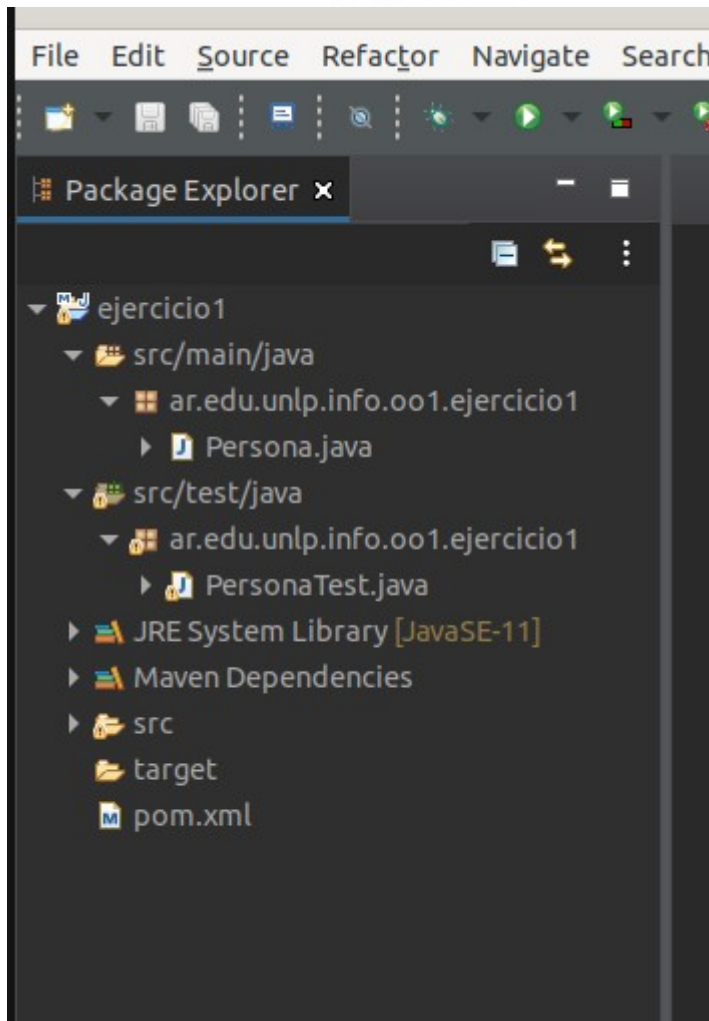 File Edit Source Refactor Navigate Search
Package Explorer
ejercicio1
src/main/java
ar.edu.unlp.info.oo1.ejercicio1
Persona.java
src/test/java
ar.edu.unlp.info.oo1.ejercicio1
PersonaTest.java
JRE System Library [JavaSE-11]
Maven Dependencies
src
target
pom.xml